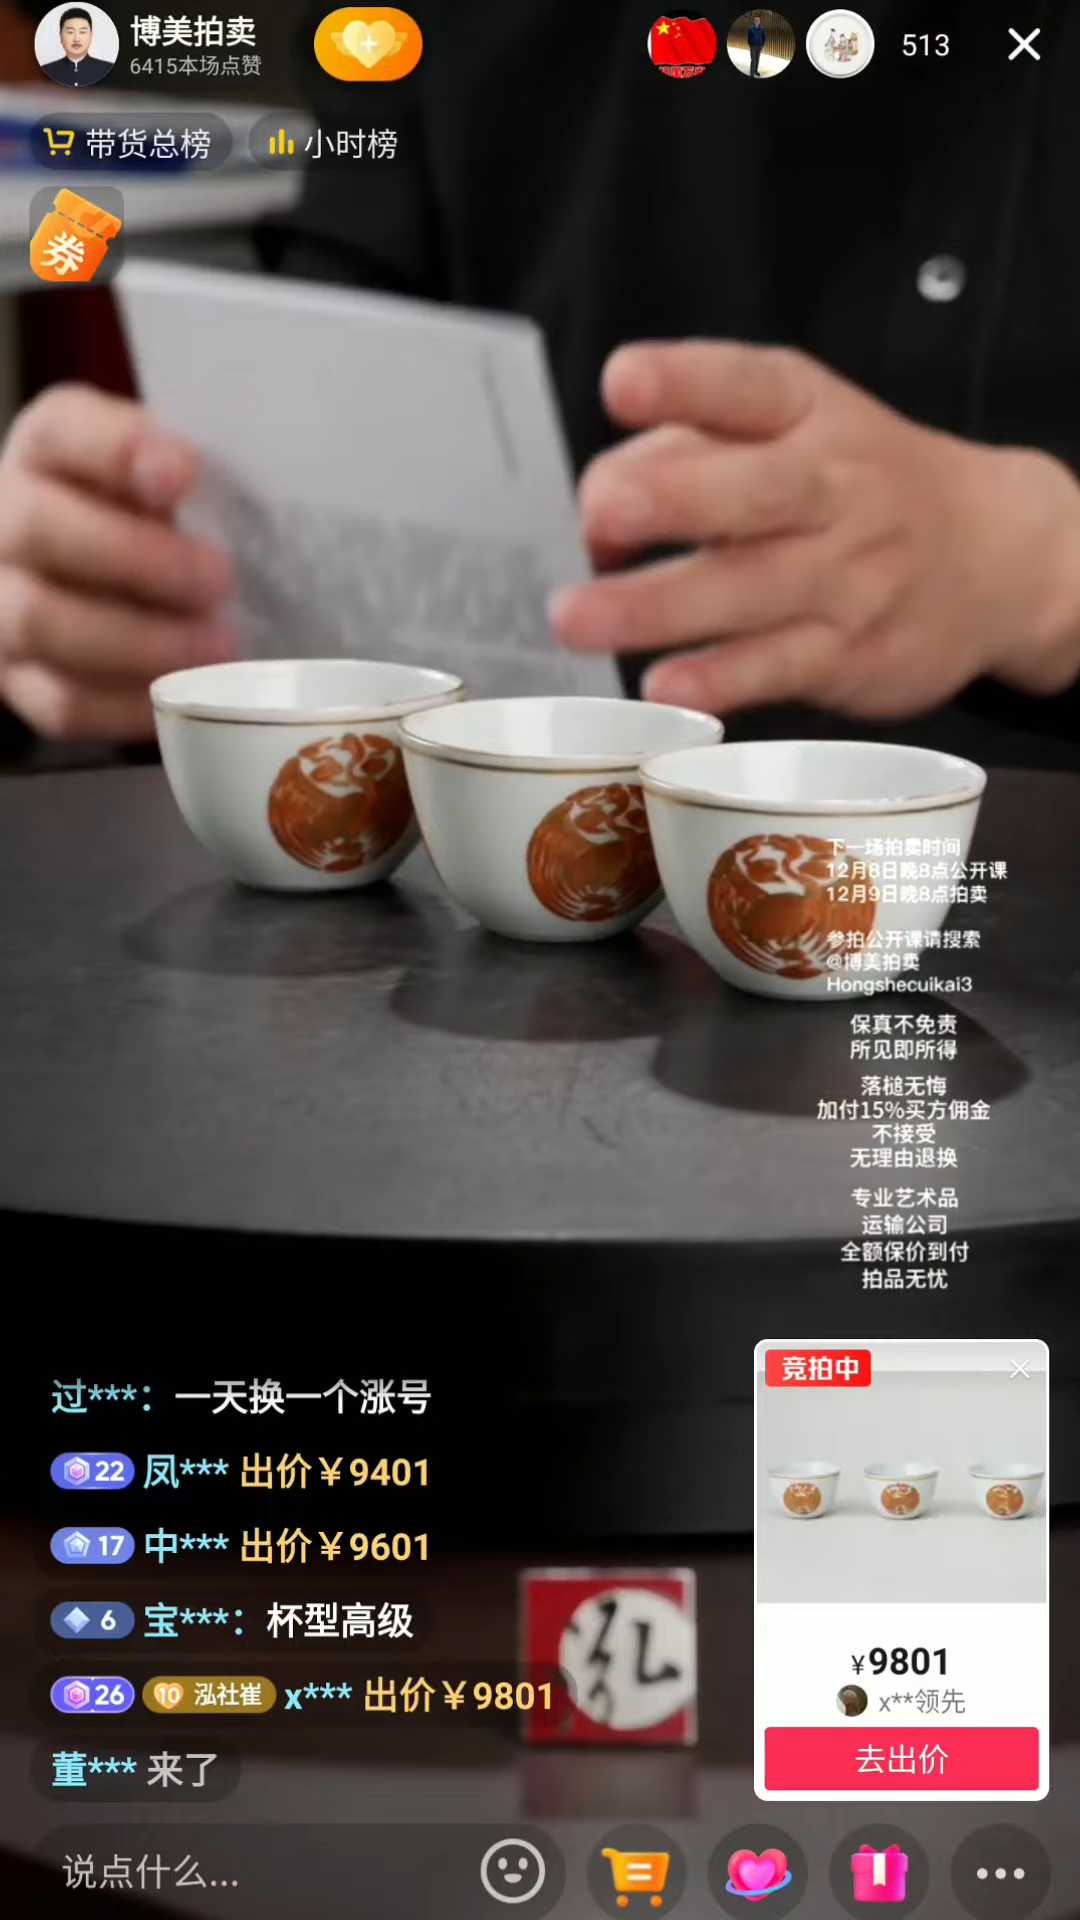 博美拍卖
6415本场点赞
513
带货总榜
小时榜
券
下一场拍卖时间
12月8日晚8点公开课
12月9日晚8点拍卖
参拍公开课请搜索
@博美拍卖
Hongshecuikai3
保真不免责
所见即所得
落槌无悔
加付15%买方佣金
不接受
无理由退换
专业艺术品
运输公司
全额保价到付
拍品无忧
过***：一天换一个涨号
22 凤*** 出价￥9401
17 中*** 出价￥9601
6 宝***：杯型高级
26 10 泓社崔 x*** 出价￥9801
董*** 来了
竞拍中
￥9801
x**领先
去出价
说点什么...